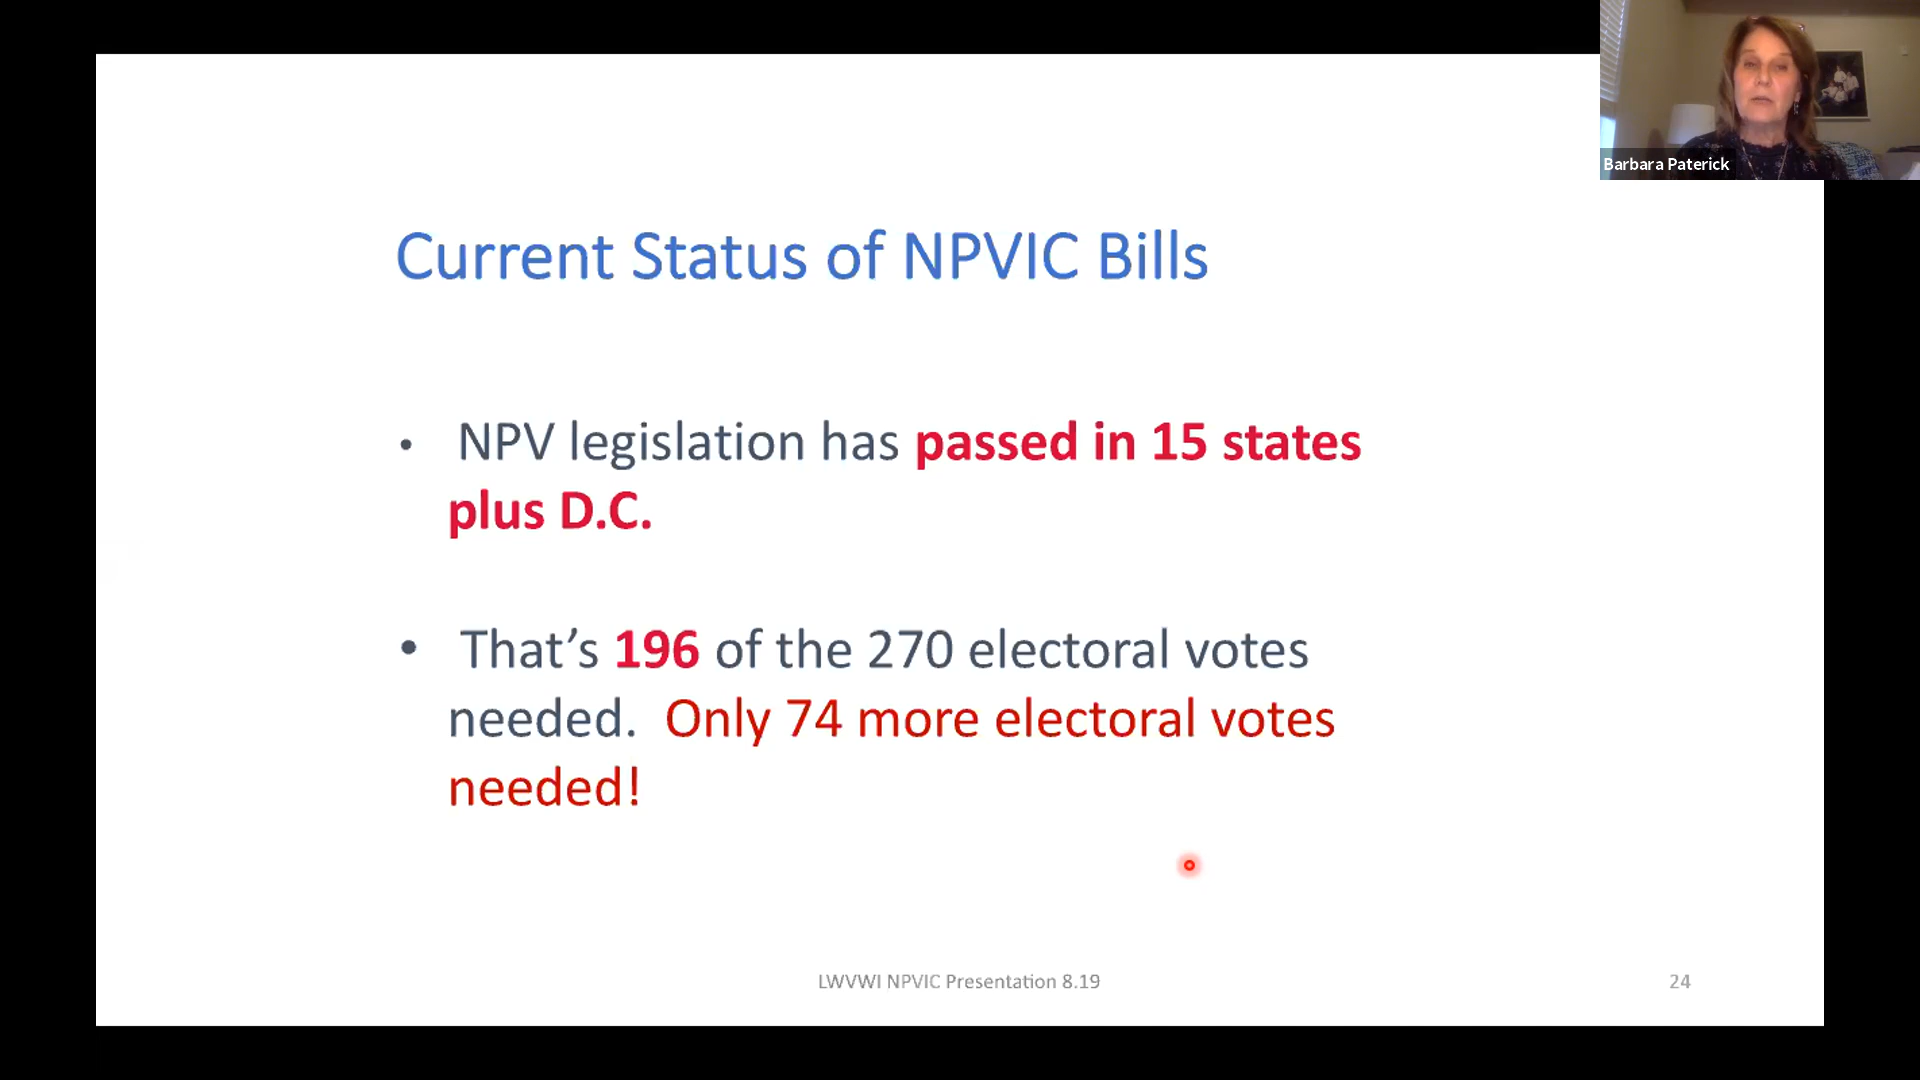 Barbara Paterick
Current Status of NPVIC Bills
• NPV legislation has passed in 15 states
plus D.C.
• That’s 196 of the 270 electoral votes
needed. Only 74 more electoral votes
needed!
LWVWI NPVIC Presentation 8.19
24